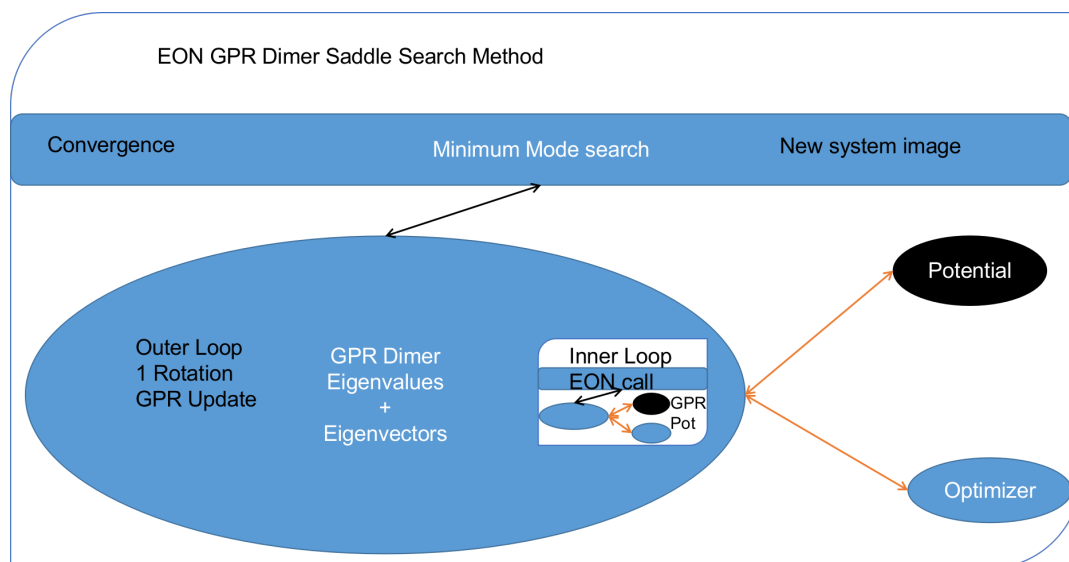 EON GPR Dimer Saddle Search Method
Convergence
Minimum Mode search
New system image
Potential
Outer Loop
1 Rotation
GPR Update
GPR Dimer
Eigenvalues
+
Eigenvectors
Inner Loop
EON call
GPR
Pot
Optimizer